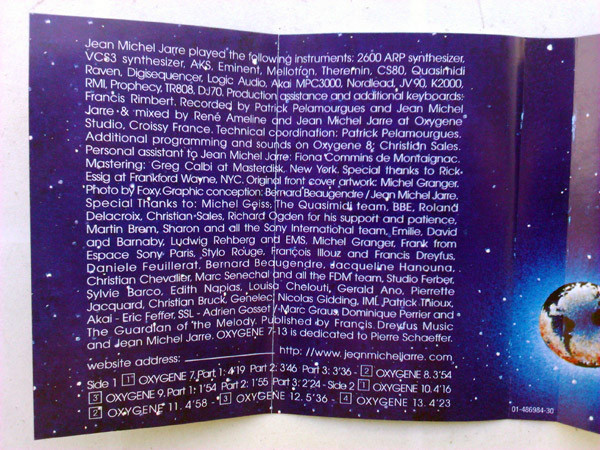 Jean Michel Jarre played the following instruments: 2600 ARP synthesizer,
VCS3 synthesizer, AKS, Eminent, Mellotron, Theremin, CS80, Quasimidi
Raven, Digisequencer, Logic Audio, Akai MPC3000, Nordlead, JV90, K2000,
RMI, Prophecy, TR808, DJ70. Production assistance and additional keyboards:
Francis Rimbert. Recorded by Patrick Pelamourgues and Jean Michel
Jarre & mixed by René Ameline and Jean Michel Jarre at Oxygene
Studio, Croissy France. Technical coordination: Patrick Pelamourgues.
Additional programming and sounds on Oxygene 8: Christian Sales.
Personal assistant to Jean Michel Jarre: Fiona Commins de Montaignac.
Mastering: Greg Calbi at Masterdisk, New York. Special thanks to Rick
Essig at Frankford Wayne, NYC. Original front cover artwork: Michel Granger.
Photo by Foxy. Graphic conception: Bernard Beaugendre / Jean Michel Jarre.
Special Thanks to: Michel Geiss, The Quasimidi team, BBE, Roland
Delacroix, Christian Sales, Richard Ogden for his support and patience,
Martin Brem, Sharon and all the Sony International team, Emilie, David
and Barnaby, Ludwig Rehberg and EMS, Michel Granger, Frank from
Espace Sony Paris, Stylo Rouge, François Illouz and Francis Dreyfus,
Daniele Feuillerat, Bernard Beaugendre, Jacqueline Hanouna,
Christian Chevallier, Marc Senechal and all the FDM team, Studio Ferber,
Sylvie Barco, Edith Napias, Louisa Chelouti, Gerald Ano, Pierrette
Jacquard, Christian Bruck, Genelec Nicolas Gidding, IML Patrick Thioux,
Akai - Eric Feffer, SSL - Adrien Gosset / Marc Graus, Dominique Perrier and
The Guardian of the Melody. Published by Francis Dreyfus Music
and Jean Michel Jarre. OXYGENE 7-13 is dedicated to Pierre Schaeffer.
website address: http://www.jeanmicheljarre.com
Side 1 1 OXYGENE 7. Part 1: 4'19 Part 2: 3'46 Part 3: 3'36 - 2 OXYGENE 8. 3'54
3 OXYGENE 9. Part 1: 1'54 Part 2: 1'55 Part 3: 2'24 - Side 2 1 OXYGENE 10. 4'16
2 OXYGENE 11. 4'58 - 3 OXYGENE 12. 5'36 - 4 OXYGENE 13. 4'23
01-486984-30